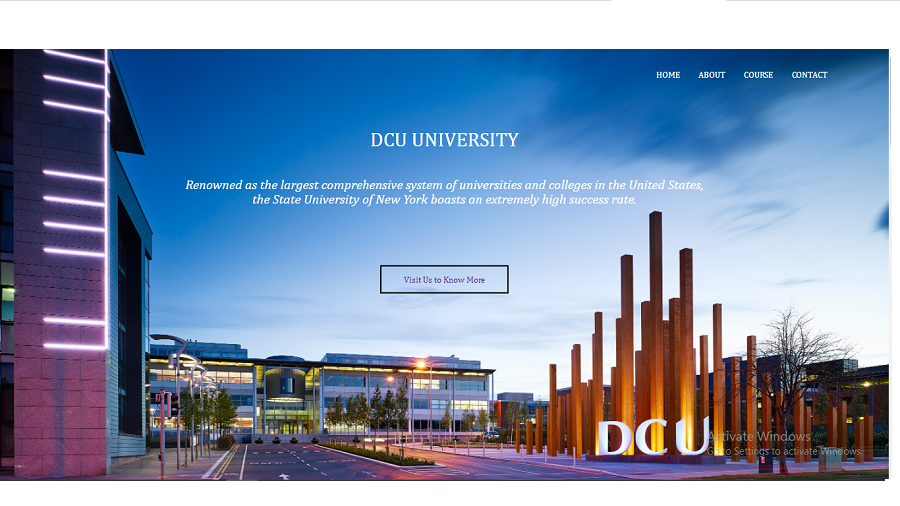 HOME ABOUT COURSE CONTACT
DCU UNIVERSITY
Renowned as the largest comprehensive system of universities and colleges in the United States,
the State University of New York boasts an extremely high success rate.
Visit Us to Know More
DCU
Activate Windows
Go to Settings to activate Windows.